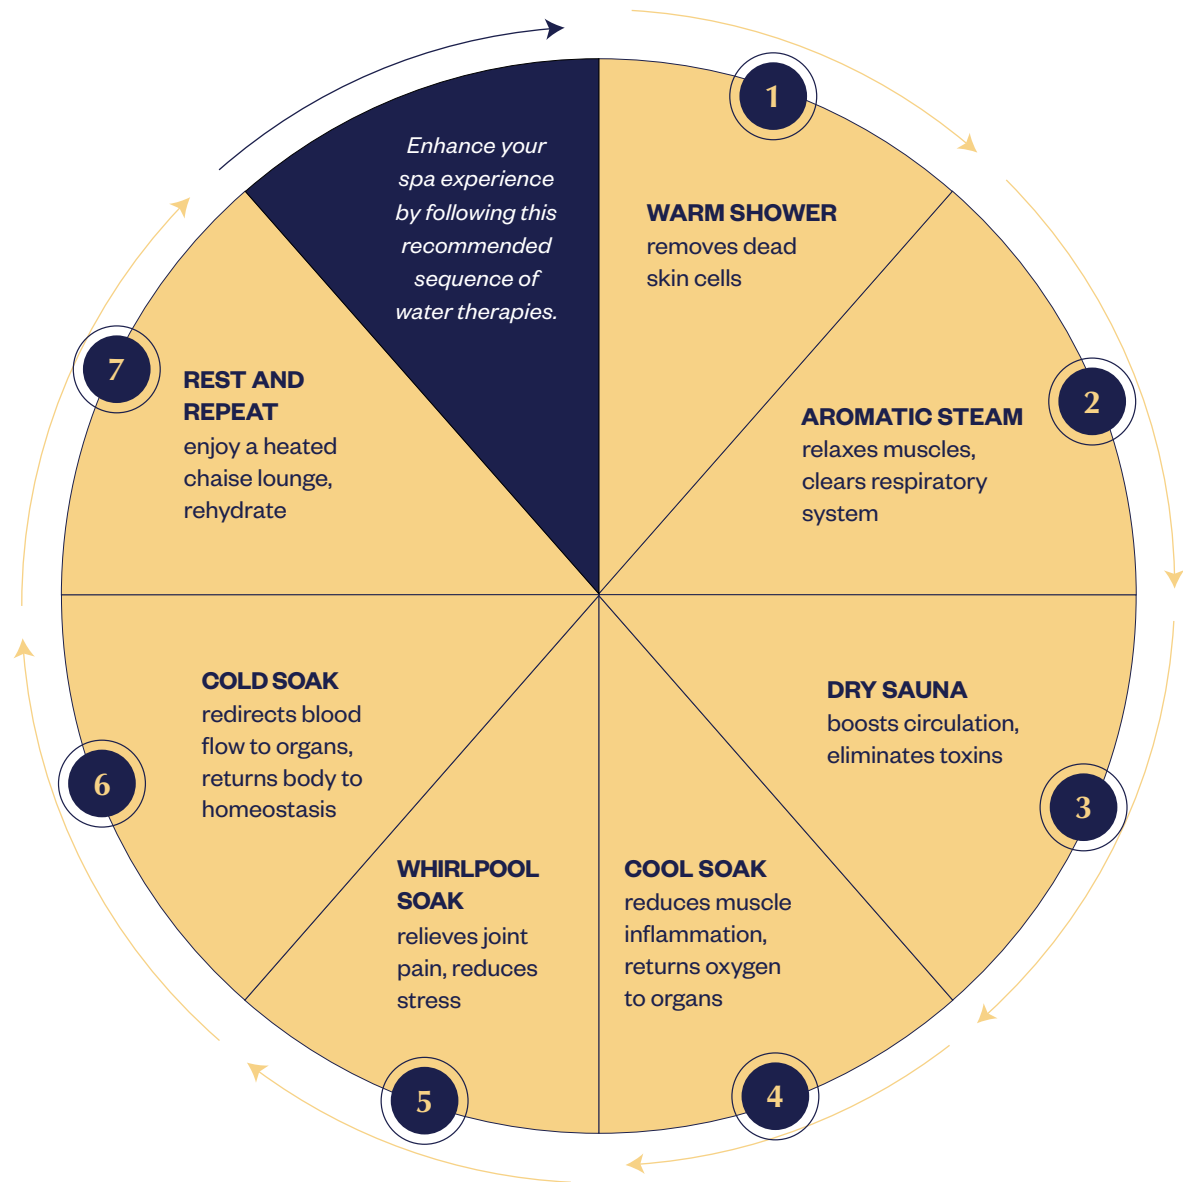 Enhance your
spa experience
by following this
recommended
sequence of
water therapies.
1
WARM SHOWER
removes dead
skin cells
2
AROMATIC STEAM
relaxes muscles,
clears respiratory
system
3
DRY SAUNA
boosts circulation,
eliminates toxins
4
COOL SOAK
reduces muscle
inflammation,
returns oxygen
to organs
5
WHIRLPOOL
SOAK
relieves joint
pain, reduces
stress
6
COLD SOAK
redirects blood
flow to organs,
returns body to
homeostasis
7
REST AND
REPEAT
enjoy a heated
chaise lounge,
rehydrate